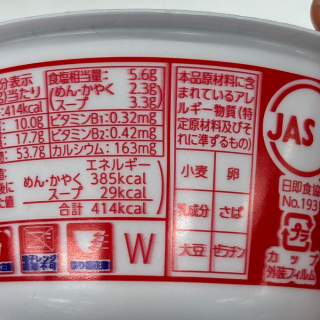 分表示
当たり)
414kcal
10.0g
17.7g
53.7g
食塩相当量: 5.6g
(めん・かやく 2.3g
スープ 3.3g)
ビタミンB1: 0.32mg
ビタミンB2: 0.42mg
カルシウム: 163mg
エネルギー
めん・かやく 385kcal
スープ 29kcal
合計 414kcal
W
本品原材料に含
まれているアレ
ルギー物質(特
定原材料及びそ
れに準ずるもの)
小麦 卵
乳成分 さば
大豆 ゼラチン
JAS
日即食協
No.193
プラ
カップ
外装フィルム